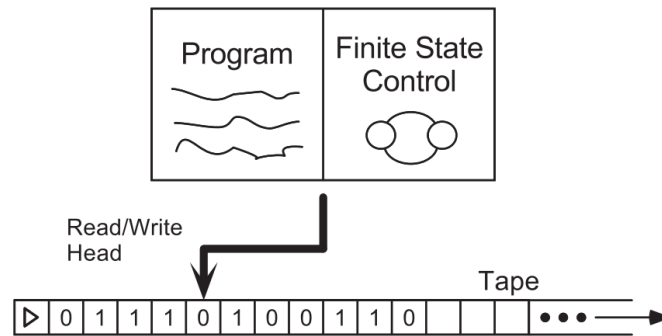 Program
Finite State
Control
Read/Write
Head
Tape
▷ 0 1 1 1 0 1 0 0 1 1 0 •••